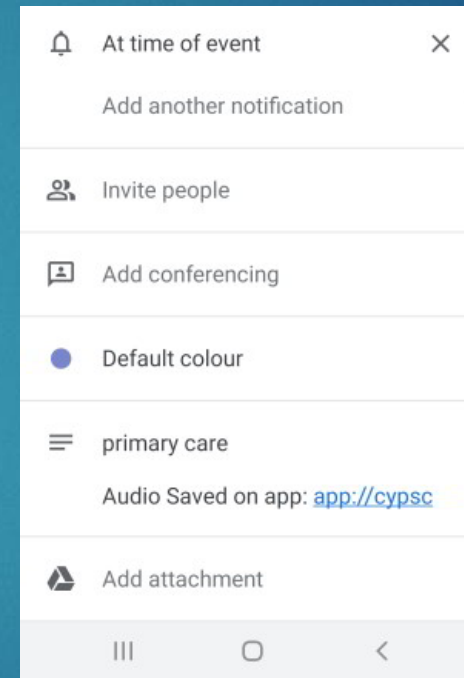 At time of event
Add another notification
Invite people
Add conferencing
Default colour
primary care
Audio Saved on app: app://cypsc
Add attachment